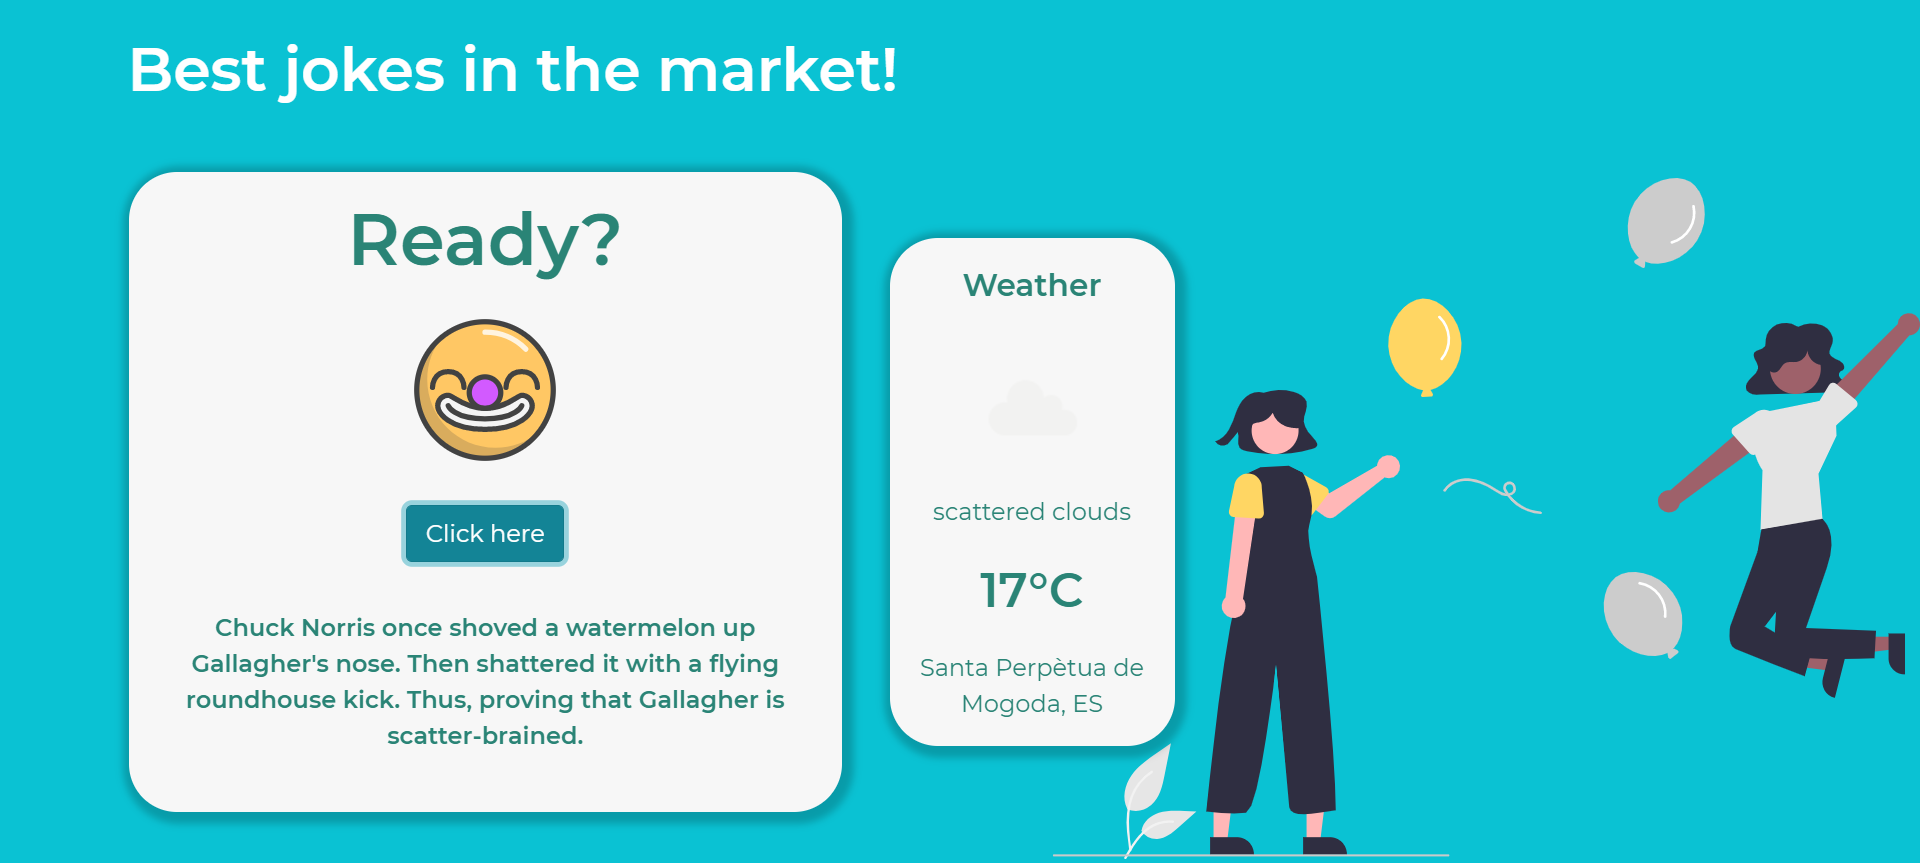 Best jokes in the market!
Ready?
Click here
Chuck Norris once shoved a watermelon up
Gallagher's nose. Then shattered it with a flying
roundhouse kick. Thus, proving that Gallagher is
scatter-brained.
Weather
scattered clouds
17°C
Santa Perpètua de
Mogoda, ES